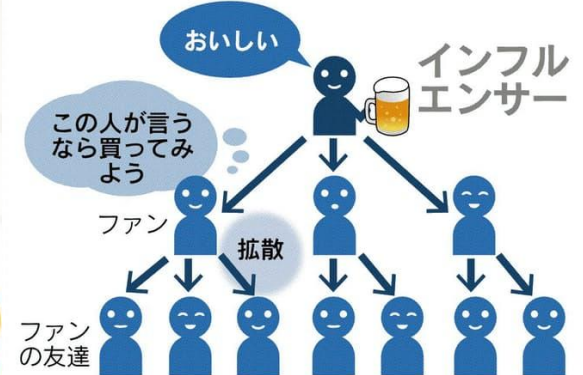 おいしい
インフル
エンサー
この人が言う
なら買ってみ
よう
ファン
拡散
ファン
の友達